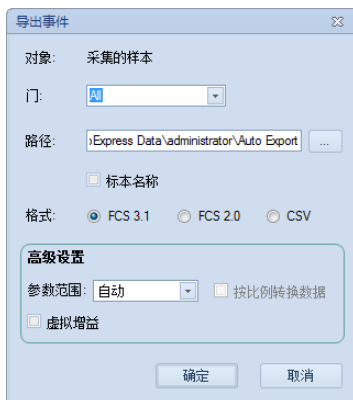 导出事件
对象: 采集的样本
门: All
路径: Express Data\administrator\Auto Export ...
标本名称
格式: FCS 3.1 FCS 2.0 CSV
高级设置
参数范围: 自动 按比例转换数据
虚拟增益
确定 取消